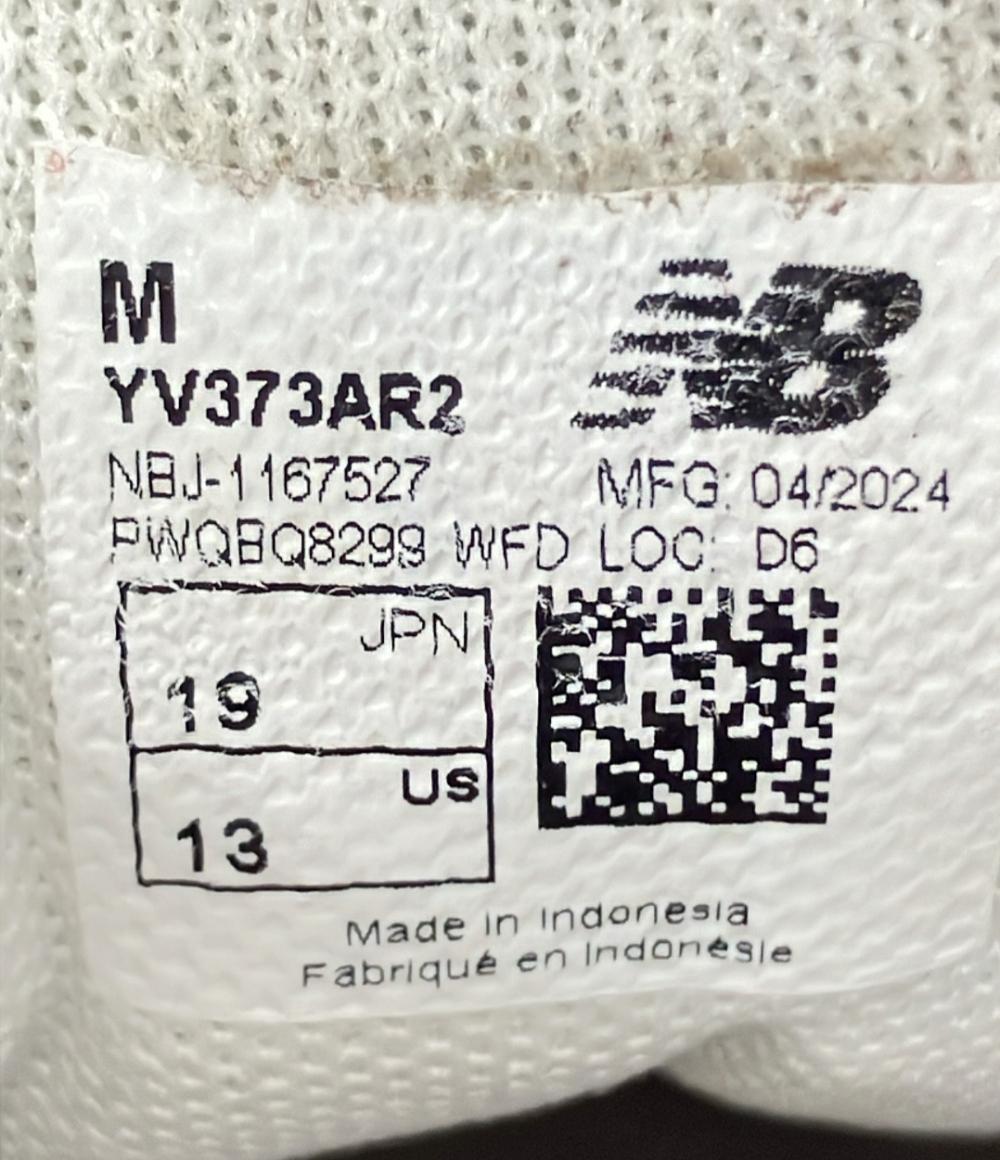 M
NB
YV373AR2
NBJ-1167527 MFG: 04/2024
PWQBQ8299 WFD LOC: D6
JPN
19
US
13
Made in Indonesia
Fabriqué en Indonésie